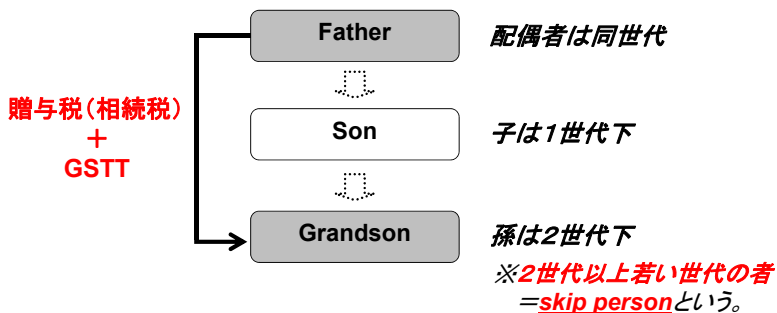 Father
配偶者は同世代
贈与税(相続税)
＋
GSTT
Son
子は1世代下
Grandson
孫は2世代下
※2世代以上若い世代の者
＝skip personという。